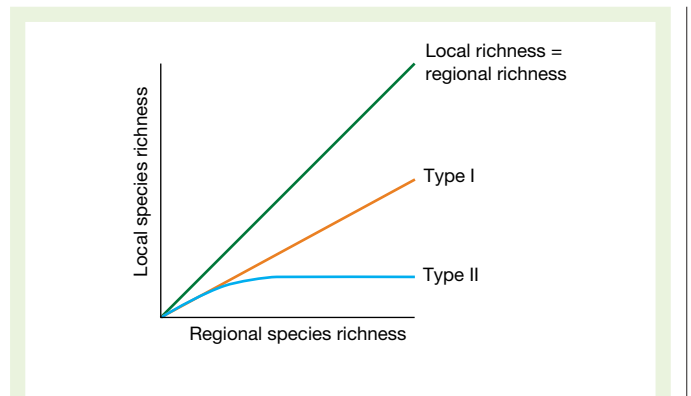 Local richness =
regional richness
Type I
Local species richness
Type II
Regional species richness